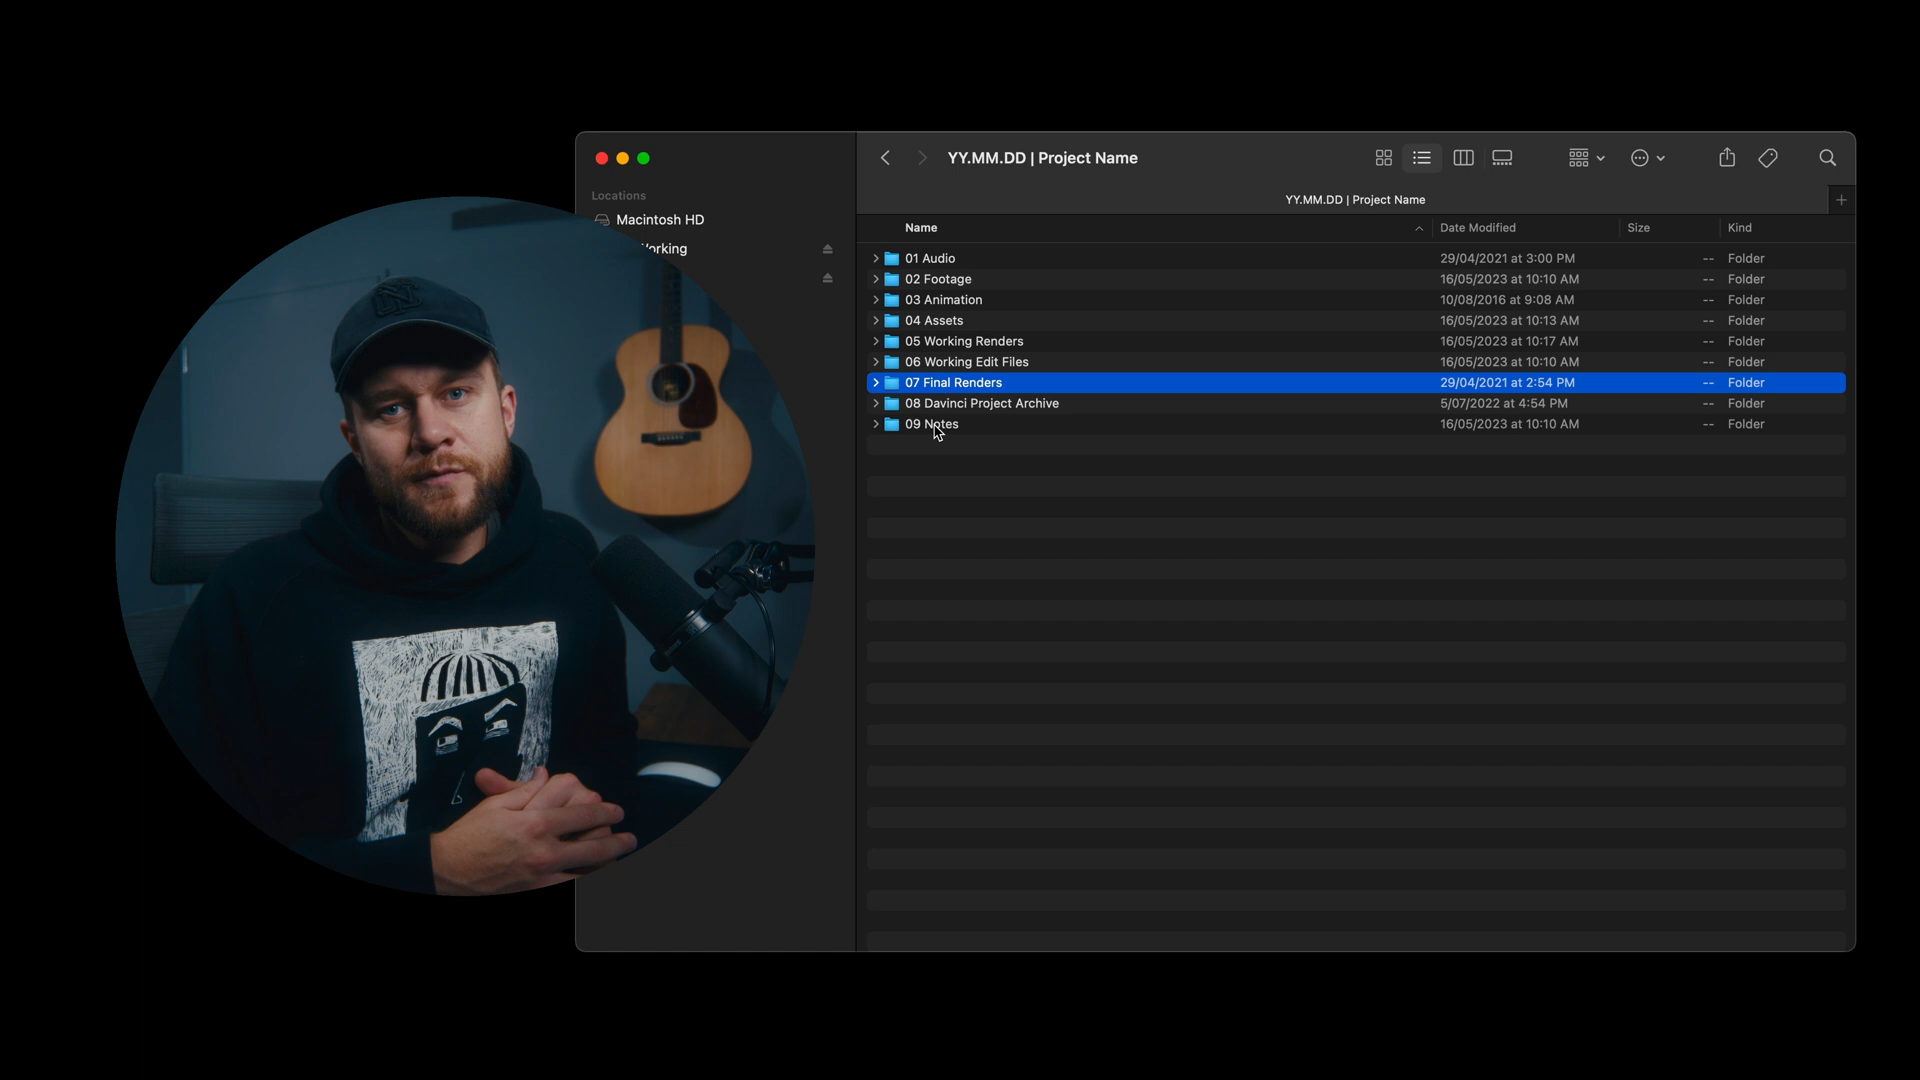 YY.MM.DD | Project Name
Locations
Macintosh HD
YY.MM.DD | Project Name
Name Date Modified Size Kind
01 Audio 29/04/2021 at 3:00 PM -- Folder
02 Footage 16/05/2023 at 10:10 AM -- Folder
03 Animation 10/08/2016 at 9:08 AM -- Folder
04 Assets 16/05/2023 at 10:13 AM -- Folder
05 Working Renders 16/05/2023 at 10:17 AM -- Folder
06 Working Edit Files 16/05/2023 at 10:10 AM -- Folder
07 Final Renders 29/04/2021 at 2:54 PM -- Folder
08 Davinci Project Archive 5/07/2022 at 4:54 PM -- Folder
09 Notes 16/05/2023 at 10:10 AM -- Folder